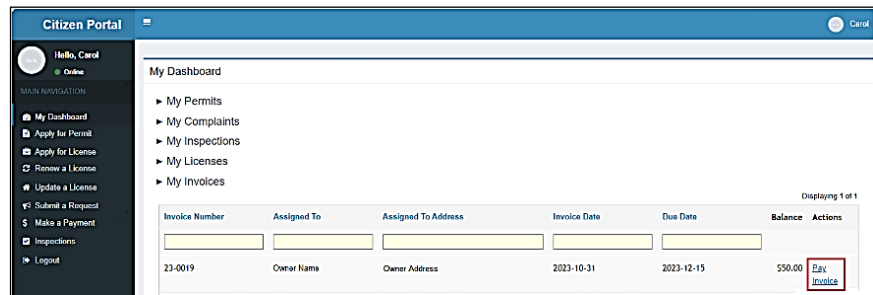 Citizen Portal
Carol
Hello, Carol
Online
MAIN NAVIGATION
My Dashboard
Apply for Permit
Apply for License
Renew a License
Update a License
Submit a Request
$ Make a Payment
Inspections
Logout
My Dashboard
► My Permits
► My Complaints
► My Inspections
► My Licenses
► My Invoices
Displaying 1 of 1
Invoice Number Assigned To Assigned To Address Invoice Date Due Date Balance Actions
23-0019 Owner Name Owner Address 2023-10-31 2023-12-15 $50.00 Pay
Invoice